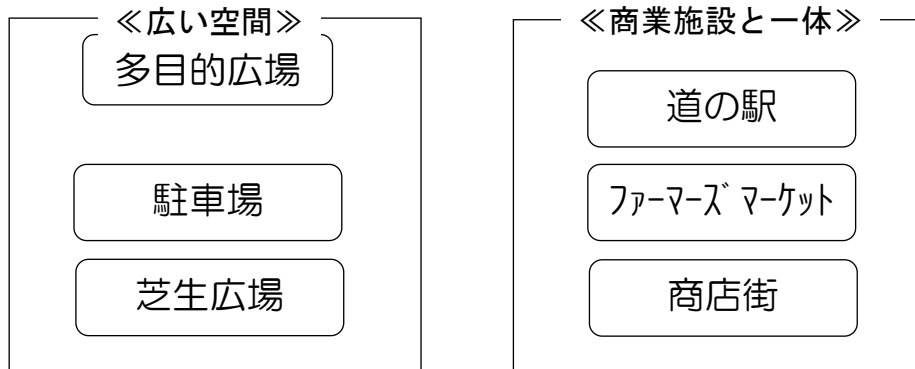 ≪広い空間≫
多目的広場
駐車場
芝生広場
≪商業施設と一体≫
道の駅
ﾌｧｰﾏｰｽﾞﾏｰｹｯﾄ
商店街